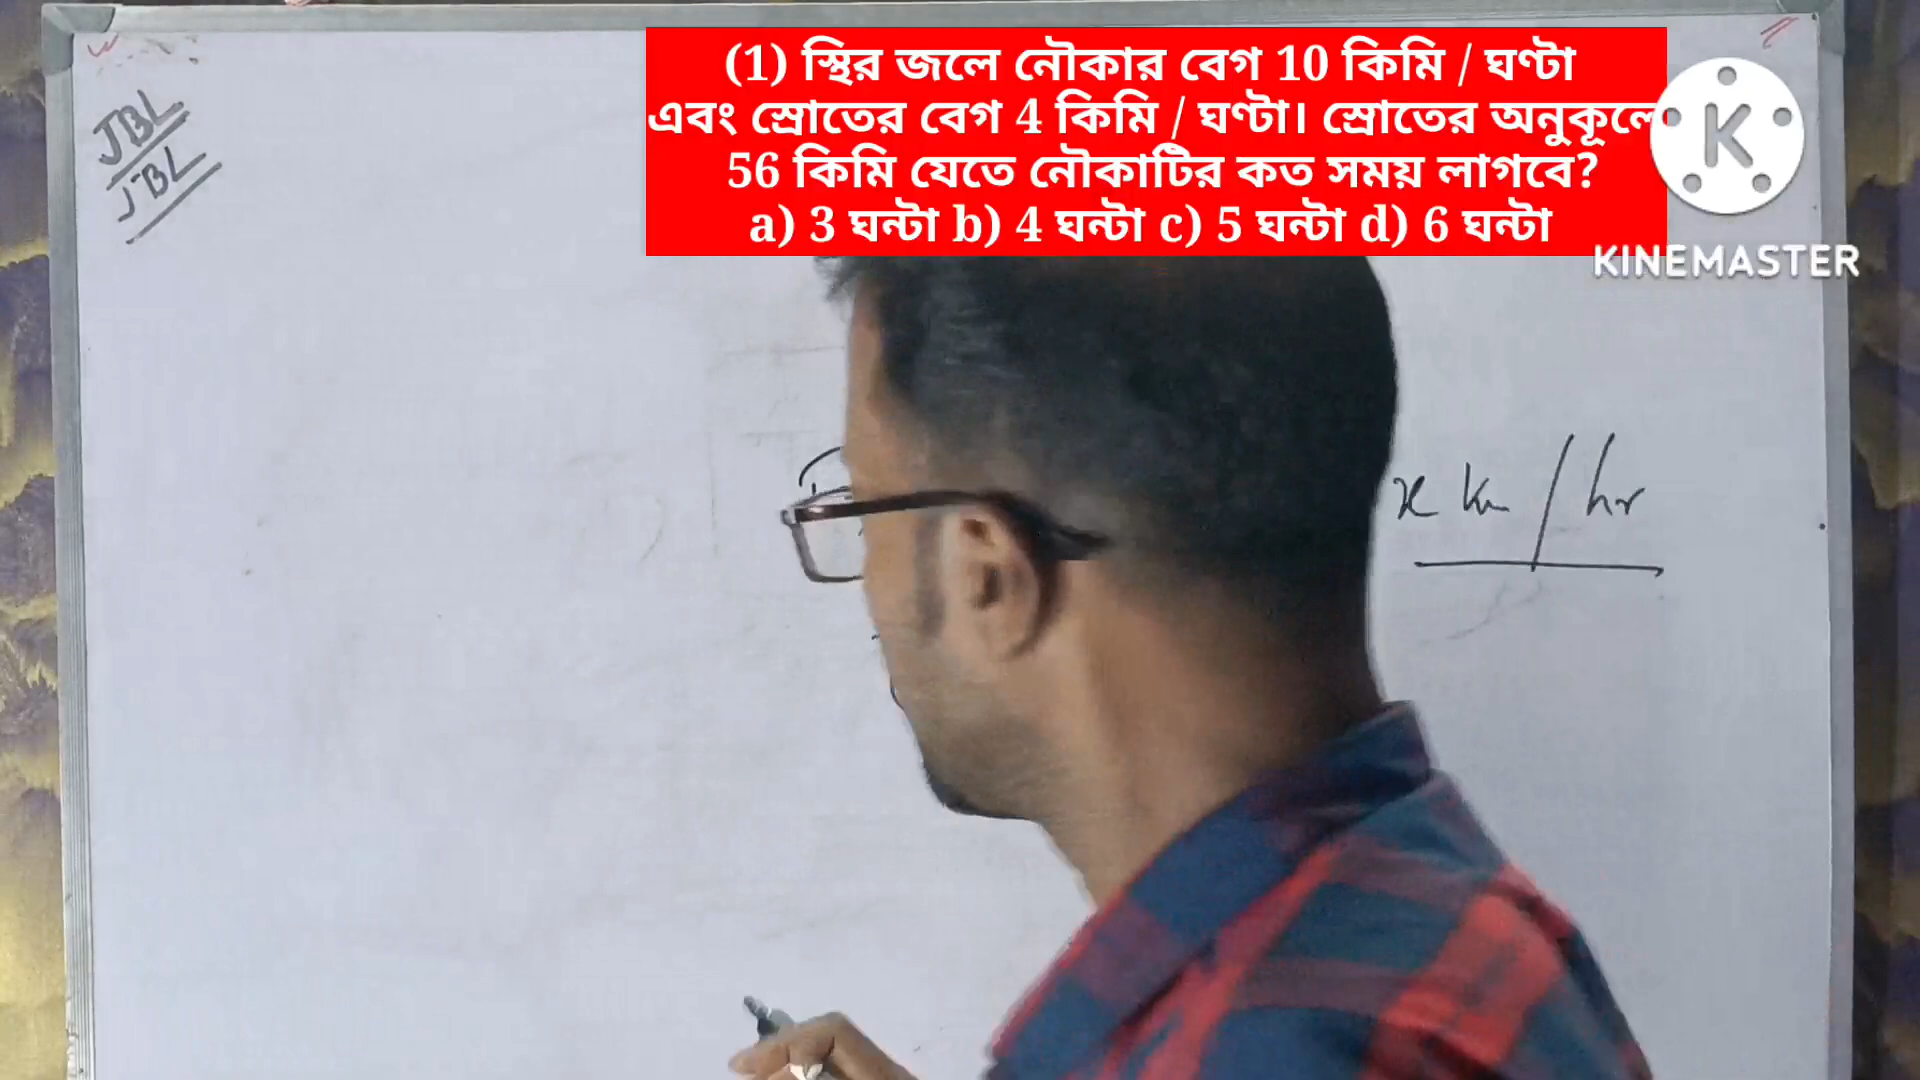 (1) স্থির জলে নৌকার বেগ 10 কিমি / ঘণ্টা
এবং স্রোতের বেগ 4 কিমি / ঘণ্টা। স্রোতের অনুকূলে
56 কিমি যেতে নৌকাটির কত সময় লাগবে?
a) 3 ঘন্টা b) 4 ঘন্টা c) 5 ঘন্টা d) 6 ঘন্টা
K
KINEMASTER
JBL
JBL
x km / hr